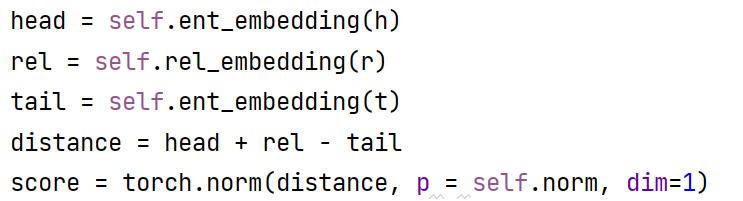 head = self.ent_embedding(h)
rel = self.rel_embedding(r)
tail = self.ent_embedding(t)
distance = head + rel - tail
score = torch.norm(distance, p = self.norm, dim=1)